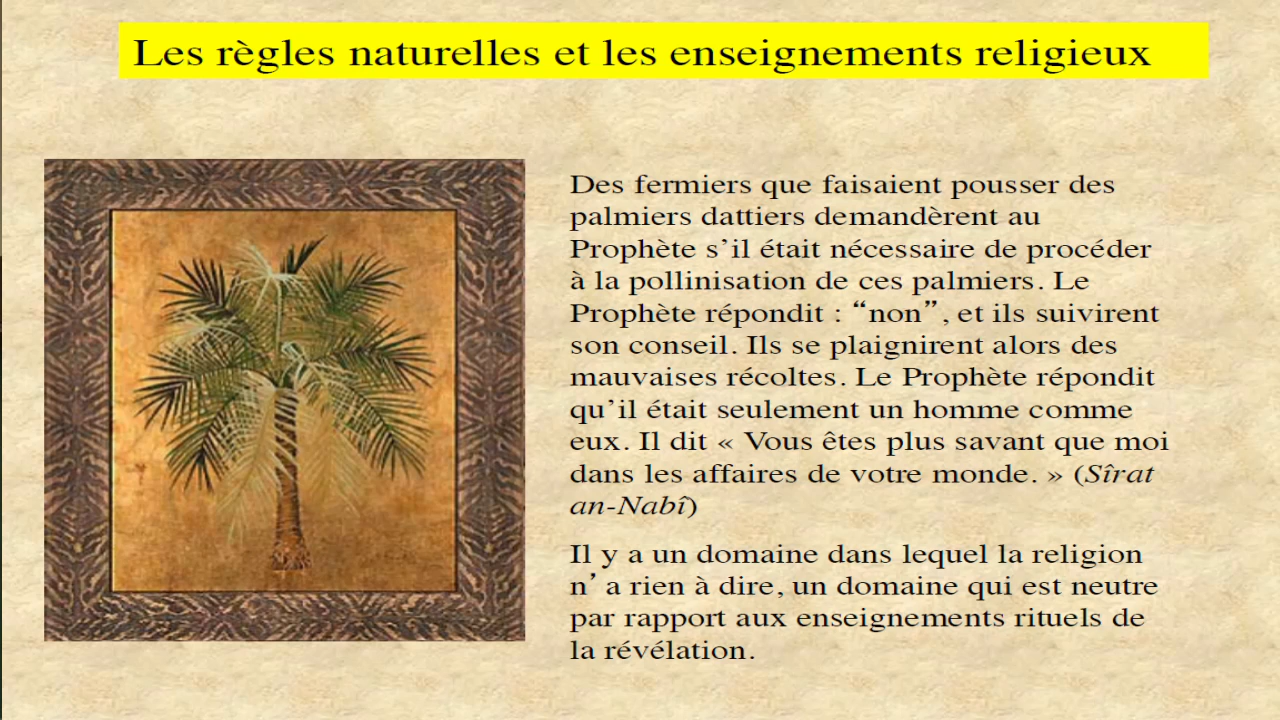 Les règles naturelles et les enseignements religieux
Des fermiers que faisaient pousser des
palmiers dattiers demandèrent au
Prophète s’il était nécessaire de procéder
à la pollinisation de ces palmiers. Le
Prophète répondit : “non”, et ils suivirent
son conseil. Ils se plaignirent alors des
mauvaises récoltes. Le Prophète répondit
qu’il était seulement un homme comme
eux. Il dit « Vous êtes plus savant que moi
dans les affaires de votre monde. » (Sîrat
an-Nabî)
Il y a un domaine dans lequel la religion
n’ a rien à dire, un domaine qui est neutre
par rapport aux enseignements rituels de
la révélation.